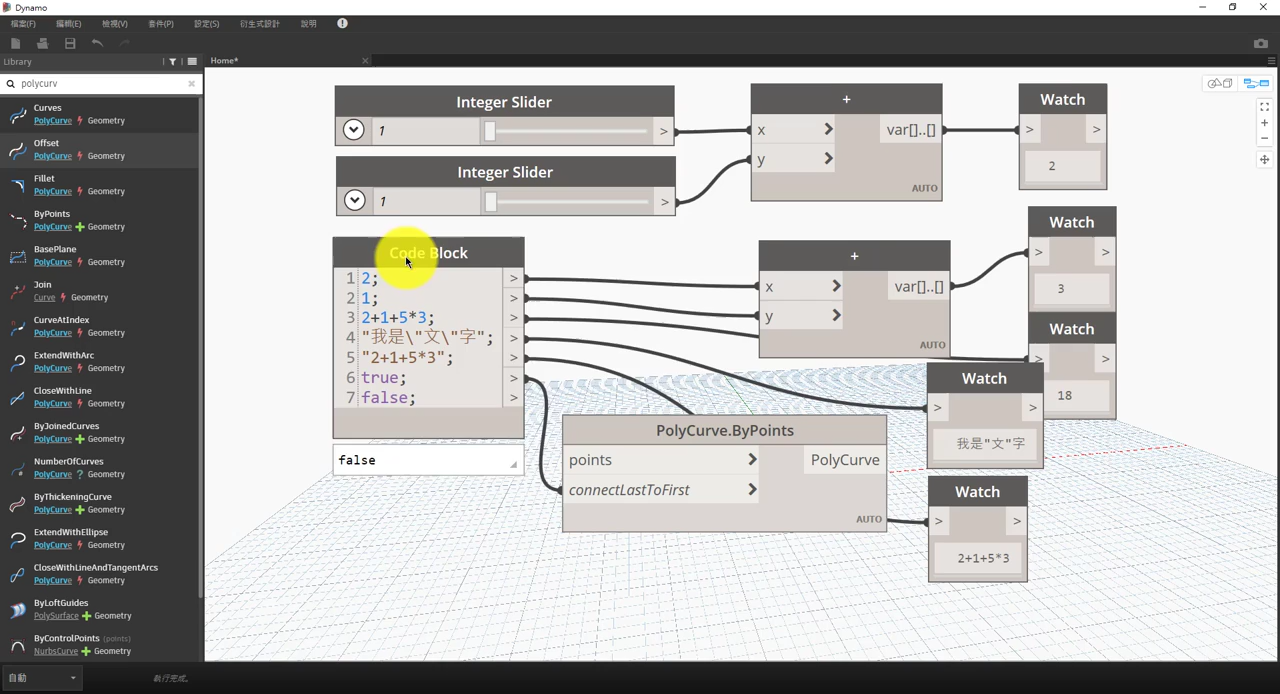 Dynamo
檔案(F) 編輯(E) 檢視(V) 套件(P) 設定(S) 衍生式設計 說明
Library
Home*
polycurv
Curves
PolyCurve Geometry
Offset
PolyCurve Geometry
Fillet
PolyCurve Geometry
ByPoints
PolyCurve Geometry
BasePlane
PolyCurve Geometry
Join
Curve Geometry
CurveAtIndex
PolyCurve Geometry
ExtendWithArc
PolyCurve Geometry
CloseWithLine
PolyCurve Geometry
ByJoinedCurves
PolyCurve Geometry
NumberOfCurves
PolyCurve ? Geometry
ByThickeningCurve
PolyCurve Geometry
ExtendWithEllipse
PolyCurve Geometry
CloseWithLineAndTangentArcs
PolyCurve Geometry
ByLoftGuides
PolySurface Geometry
ByControlPoints (points)
NurbsCurve Geometry
自動
執行完成。
Integer Slider
1 >
Integer Slider
1 >
+
x > var[]..[]
y >
AUTO
Watch
> >
2
Code Block
1 2; >
2 1; >
3 2+1+5*3; >
4 "我是\"文\"字"; >
5 "2+1+5*3"; >
6 true; >
7 false; >
false
+
x > var[]..[]
y >
AUTO
Watch
> >
3
Watch
> >
18
Watch
> >
我是"文"字
PolyCurve.ByPoints
points > PolyCurve
connectLastToFirst >
AUTO
Watch
> >
2+1+5*3